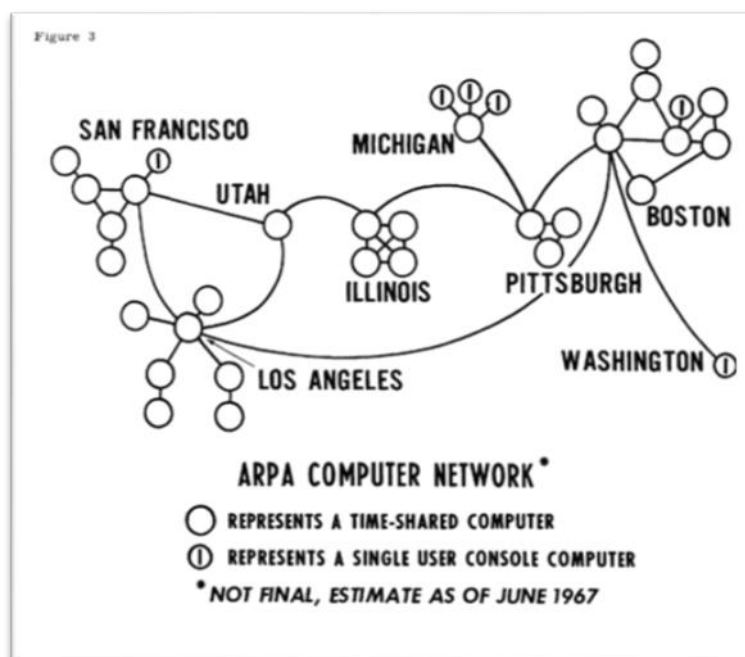 Figure 3
SAN FRANCISCO
MICHIGAN
UTAH
BOSTON
ILLINOIS
PITTSBURGH
WASHINGTON
LOS ANGELES
ARPA COMPUTER NETWORK*
REPRESENTS A TIME-SHARED COMPUTER
REPRESENTS A SINGLE USER CONSOLE COMPUTER
*NOT FINAL, ESTIMATE AS OF JUNE 1967